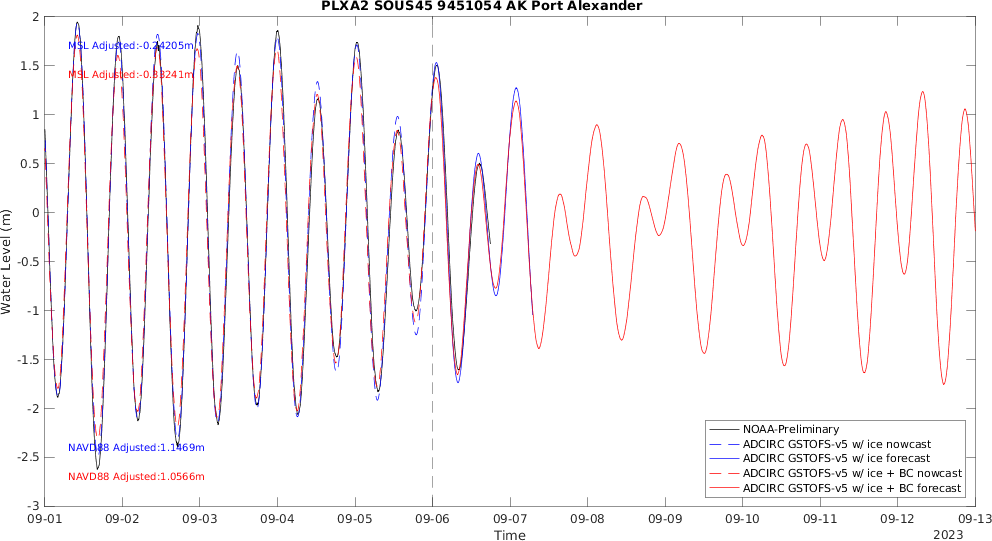 PLXA2 SOUS45 9451054 AK Port Alexander
2
1.5
1
0.5
0
-0.5
-1
-1.5
-2
-2.5
-3
Water Level (m)
MSL Adjusted:-0.24205m
MSL Adjusted:-0.33241m
NAVD88 Adjusted:1.1469m
NAVD88 Adjusted:1.0566m
NOAA-Preliminary
ADCIRC GSTOFS-v5 w/ ice nowcast
ADCIRC GSTOFS-v5 w/ ice forecast
ADCIRC GSTOFS-v5 w/ ice + BC nowcast
ADCIRC GSTOFS-v5 w/ ice + BC forecast
09-01 09-02 09-03 09-04 09-05 09-06 09-07 09-08 09-09 09-10 09-11 09-12 09-13
Time
2023